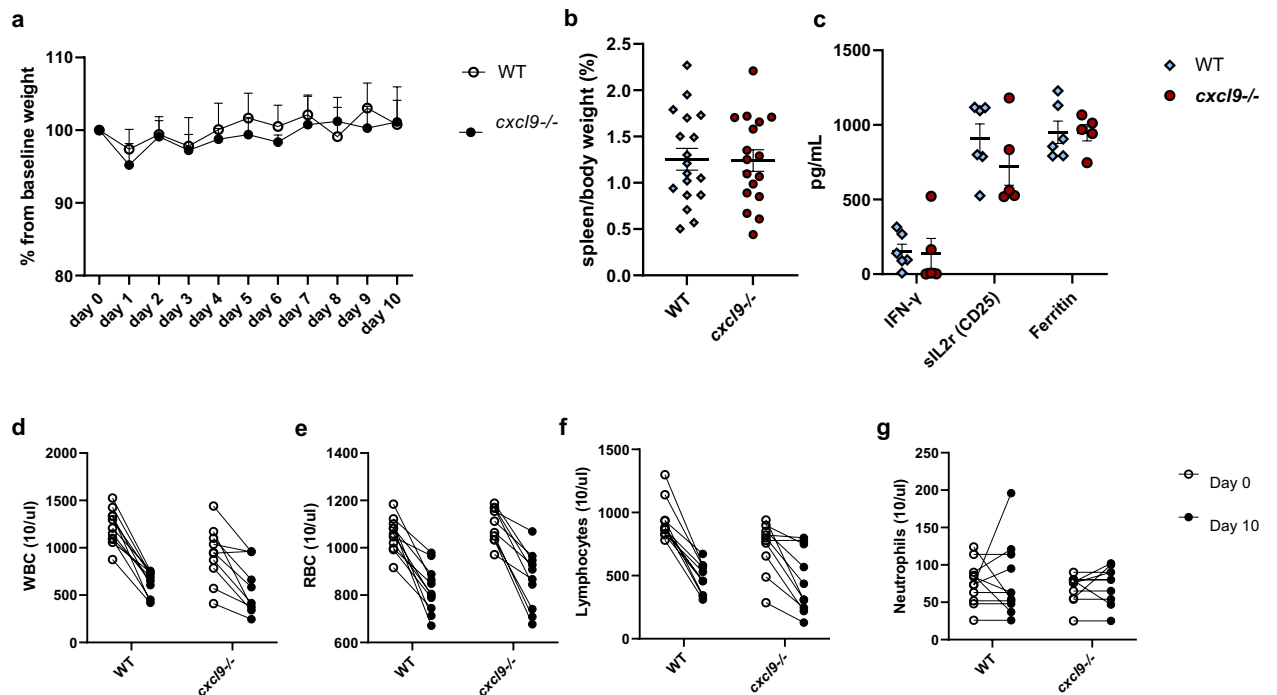 a
% from baseline weight
110
100
90
80
day 0
day 1
day 2
day 3
day 4
day 5
day 6
day 7
day 8
day 9
day 10
WT
cxcl9-/-
b
spleen/body weight (%)
2.5
2.0
1.5
1.0
0.5
0.0
WT
cxcl9-/-
c
pg/mL
1500
1000
500
0
IFN-γ
sIL2r (CD25)
Ferritin
WT
cxcl9-/-
d
WBC (10/ul)
2000
1500
1000
500
0
WT
cxcl9-/-
e
RBC (10/ul)
1400
1200
1000
800
600
WT
cxcl9-/-
f
Lymphocytes (10/ul)
1500
1000
500
0
WT
cxcl9-/-
g
Neutrophils (10/ul)
250
200
150
100
50
0
WT
cxcl9-/-
Day 0
Day 10